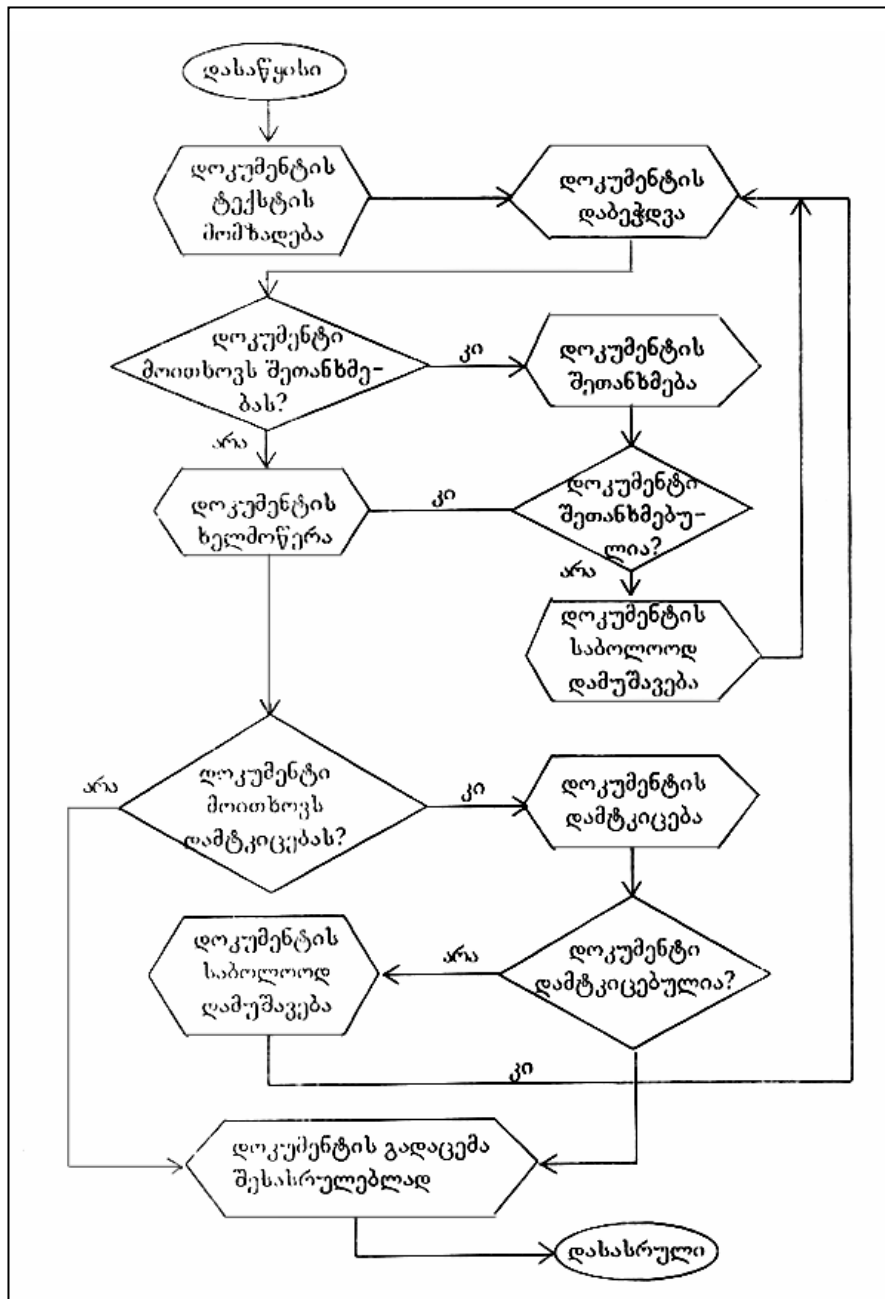 დასაწყისი
დოკუმენტის
ტექსტის
მომზადება
დოკუმენტის
დაბეჭდვა
დოკუმენტი
მოითხოვს შეთანხმე-
ბას?
კი
დოკუმენტის
შეთანხმება
არა
დოკუმენტის
ხელმოწერა
კი
დოკუმენტი
შეთანხმებუ-
ლია?
არა
დოკუმენტის
საბოლოოდ
დამუშავება
არა
დოკუმენტი
მოითხოვს
დამტკიცებას?
კი
დოკუმენტის
დამტკიცება
დოკუმენტის
საბოლოოდ
დამუშავება
არა
დოკუმენტი
დამტკიცებულია?
კი
დოკუმენტის გადაცემა
შესასრულებლად
დასასრული